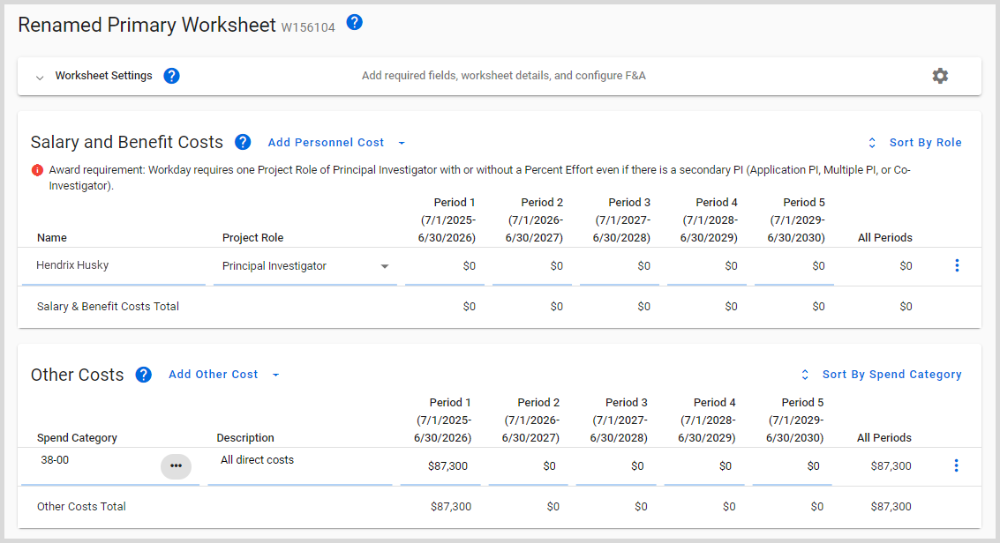 Renamed Primary Worksheet W156104 ?
Worksheet Settings ? Add required fields, worksheet details, and configure F&A
Salary and Benefit Costs ? Add Personnel Cost Sort By Role
Award requirement: Workday requires one Project Role of Principal Investigator with or without a Percent Effort even if there is a secondary PI (Application PI, Multiple PI, or Co-
Investigator).
Period 1 Period 2 Period 3 Period 4 Period 5
(7/1/2025- (7/1/2026- (7/1/2027- (7/1/2028- (7/1/2029-
Name Project Role 6/30/2026) 6/30/2027) 6/30/2028) 6/30/2029) 6/30/2030) All Periods
Hendrix Husky Principal Investigator $0 $0 $0 $0 $0 $0
Salary & Benefit Costs Total $0 $0 $0 $0 $0 $0
Other Costs ? Add Other Cost Sort By Spend Category
Period 1 Period 2 Period 3 Period 4 Period 5
(7/1/2025- (7/1/2026- (7/1/2027- (7/1/2028- (7/1/2029-
Spend Category Description 6/30/2026) 6/30/2027) 6/30/2028) 6/30/2029) 6/30/2030) All Periods
38-00 ••• All direct costs $87,300 $0 $0 $0 $0 $87,300
Other Costs Total $87,300 $0 $0 $0 $0 $87,300